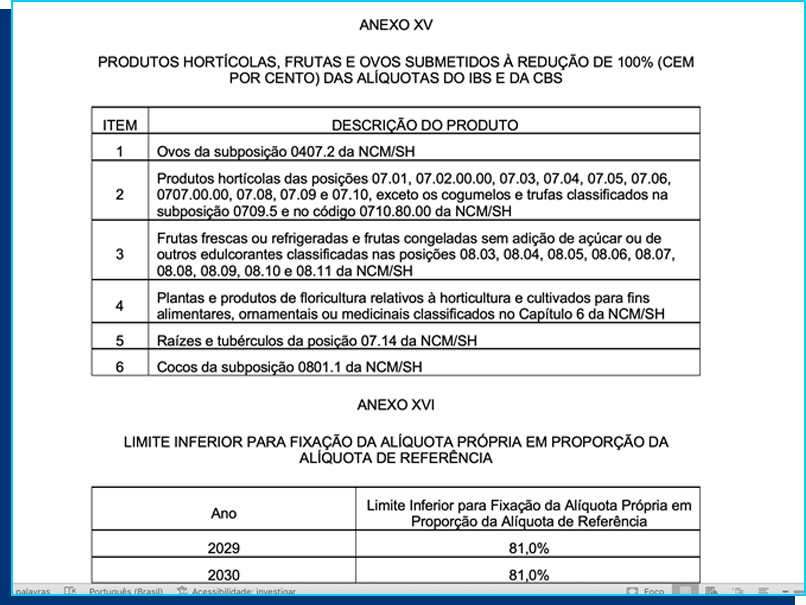 ANEXO XV
PRODUTOS HORTÍCOLAS, FRUTAS E OVOS SUBMETIDOS À REDUÇÃO DE 100% (CEM
POR CENTO) DAS ALÍQUOTAS DO IBS E DA CBS
ITEM DESCRIÇÃO DO PRODUTO
1 Ovos da subposição 0407.2 da NCM/SH
2 Produtos hortícolas das posições 07.01, 07.02.00.00, 07.03, 07.04, 07.05, 07.06,
0707.00.00, 07.08, 07.09 e 07.10, exceto os cogumelos e trufas classificados na
subposição 0709.5 e no código 0710.80.00 da NCM/SH
3 Frutas frescas ou refrigeradas e frutas congeladas sem adição de açúcar ou de
outros edulcorantes classificadas nas posições 08.03, 08.04, 08.05, 08.06, 08.07,
08.08, 08.09, 08.10 e 08.11 da NCM/SH
4 Plantas e produtos de floricultura relativos à horticultura e cultivados para fins
alimentares, ornamentais ou medicinais classificados no Capítulo 6 da NCM/SH
5 Raízes e tubérculos da posição 07.14 da NCM/SH
6 Cocos da subposição 0801.1 da NCM/SH
ANEXO XVI
LIMITE INFERIOR PARA FIXAÇÃO DA ALÍQUOTA PRÓPRIA EM PROPORÇÃO DA
ALÍQUOTA DE REFERÊNCIA
Ano Limite Inferior para Fixação da Alíquota Própria em
Proporção da Alíquota de Referência
2029 81,0%
2030 81,0%
palavras Português (Brasil) Acessibilidade: investigar Foco